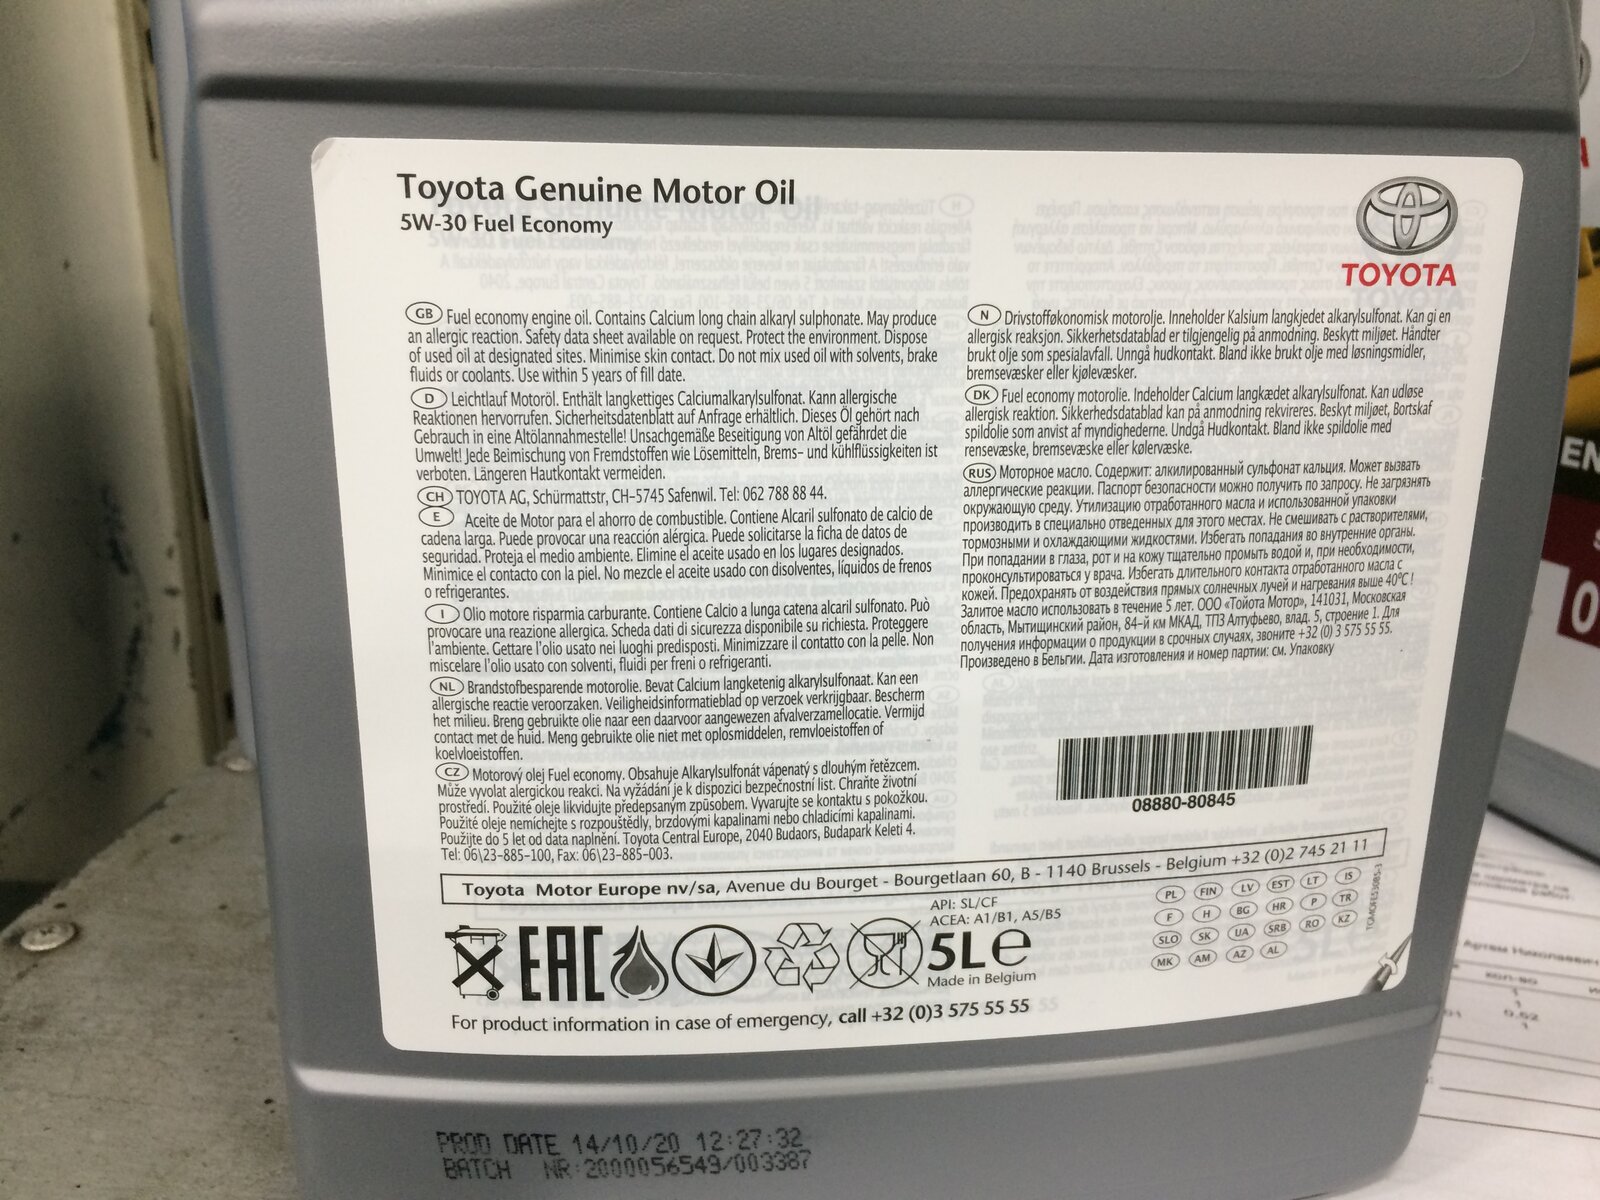 Toyota Genuine Motor Oil
5W-30 Fuel Economy
TOYOTA
GB Fuel economy engine oil. Contains Calcium long chain alkaryl sulphonate. May produce
an allergic reaction. Safety data sheet available on request. Protect the environment. Dispose
of used oil at designated sites. Minimise skin contact. Do not mix used oil with solvents, brake
fluids or coolants. Use within 5 years of fill date.
D Leichtlauf Motoröl. Enthält langkettiges Calciumalkarylsulfonat. Kann allergische
Reaktionen hervorrufen. Sicherheitsdatenblatt auf Anfrage erhältlich. Dieses Öl gehört nach
Gebrauch in eine Altölannahmestelle! Unsachgemäße Beseitigung von Altöl gefährdet die
Umwelt! Jede Beimischung von Fremdstoffen wie Lösemitteln, Brems- und kühlflüssigkeiten ist
verboten. Längeren Hautkontakt vermeiden.
CH TOYOTA AG, Schürmattstr, CH-5745 Safenwil. Tel: 062 788 88 44.
E Aceite de Motor para el ahorro de combustible. Contiene Alcaril sulfonato de calcio de
cadena larga. Puede provocar una reacción alérgica. Puede solicitarse la ficha de datos de
seguridad. Proteja el medio ambiente. Elimine el aceite usado en los lugares designados.
Minimice el contacto con la piel. No mezcle el aceite usado con disolventes, líquidos de frenos
o refrigerantes.
I Olio motore risparmia carburante. Contiene Calcio a lunga catena alcaril sulfonato. Può
provocare una reazione allergica. Scheda dati di sicurezza disponibile su richiesta. Proteggere
l'ambiente. Gettare l'olio usato nei luoghi predisposti. Minimizzare il contatto con la pelle. Non
miscelare l'olio usato con solventi, fluidi per freni o refrigeranti.
NL Brandstofbesparende motorolie. Bevat Calcium langketenig alkarylsulfonaat. Kan een
allergische reactie veroorzaken. Veiligheidsinformatieblad op verzoek verkrijgbaar. Bescherm
het milieu. Breng gebruikte olie naar een daarvoor aangewezen afvalverzamellocatie. Vermijd
contact met de huid. Meng gebruikte olie niet met oplosmiddelen, remvloeistoffen of
koelvloeistoffen.
CZ Motorový olej Fuel economy. Obsahuje Alkarylsulfonát vápenatý s dlouhým řetězcem.
Může vyvolat alergickou reakci. Na vyžádání je k dispozici bezpečnostní list. Chraňte životní
prostředí. Použité oleje likvidujte předepsaným způsobem. Vyvarujte se kontaktu s pokožkou.
Použité oleje nemíchejte s rozpouštědly, brzdovými kapalinami nebo chladicími kapalinami.
Použijte do 5 let od data naplnění. Toyota Central Europe, 2040 Budaors, Budapark Keleti 4.
Tel: 06\23-885-100, Fax: 06\23-885-003.
N Drivstofføkonomisk motorolje. Inneholder Kalsium langkjedet alkarylsulfonat. Kan gi en
allergisk reaksjon. Sikkerhetsdatablad er tilgjengelig på anmodning. Beskytt miljøet. Håndter
brukt olje som spesialavfall. Unngå hudkontakt. Bland ikke brukt olje med løsningsmidler,
bremsevæsker eller kjølevæsker.
DK Fuel economy motorolie. Indeholder Calcium langkædet alkarylsulfonat. Kan udløse
allergisk reaktion. Sikkerhedsdatablad kan på anmodning rekvireres. Beskyt miljøet, Bortskaf
spildolie som anvist af myndighederne. Undgå Hudkontakt. Bland ikke spildolie med
rensevæske, bremsevæske eller kølervæske.
RUS Моторное масло. Содержит: алкилированный сульфонат кальция. Может вызвать
аллергические реакции. Паспорт безопасности можно получить по запросу. Не загрязнять
окружающую среду. Утилизацию отработанного масла и использованной упаковки
производить в специально отведенных для этого местах. Не смешивать с растворителями,
тормозными и охлаждающими жидкостями. Избегать попадания во внутренние органы.
При попадании в глаза, рот и на кожу тщательно промыть водой и, при необходимости,
проконсультироваться у врача. Избегать длительного контакта отработанного масла с
кожей. Предохранять от воздействия прямых солнечных лучей и нагревания выше 40°С!
Залитое масло использовать в течение 5 лет. ООО «Тойота Мотор», 141031, Московская
область, Мытищинский район, 84-й км МКАД, ТПЗ Алтуфьево, влад. 5, строение 1. Для
получения информации о продукции в срочных случаях, звоните +32 (0) 3 575 55 55.
Произведено в Бельгии. Дата изготовления и номер партии: см. Упаковку
08880-80845
Toyota Motor Europe nv/sa, Avenue du Bourget - Bourgetlaan 60, B - 1140 Brussels - Belgium +32 (0)2 745 21 11
EAC
API: SL/CF
ACEA: A1/B1, A5/B5
5L e
Made in Belgium
PL FIN LV EST LT IS
F H BG HR P TR
SLO SK UA SRB RO KZ
MK AM AZ AL
For product information in case of emergency, call +32 (0)3 575 55 55
PROD DATE 14/10/20 12:27:32
BATCH NR:2000056549/003387